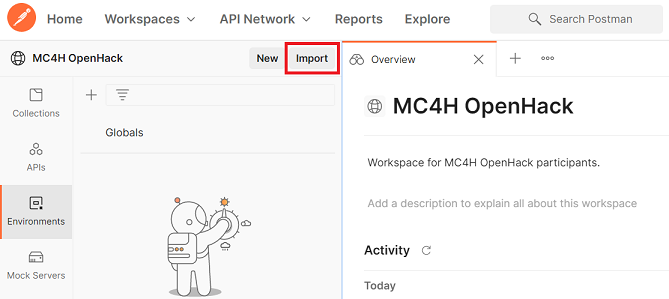 Home Workspaces API Network Reports Explore Search Postman
MC4H OpenHack New Import
Overview
Collections
Globals
MC4H OpenHack
APIs
Workspace for MC4H OpenHack participants.
Environments
Add a description to explain all about this workspace
Activity
Mock Servers
Today